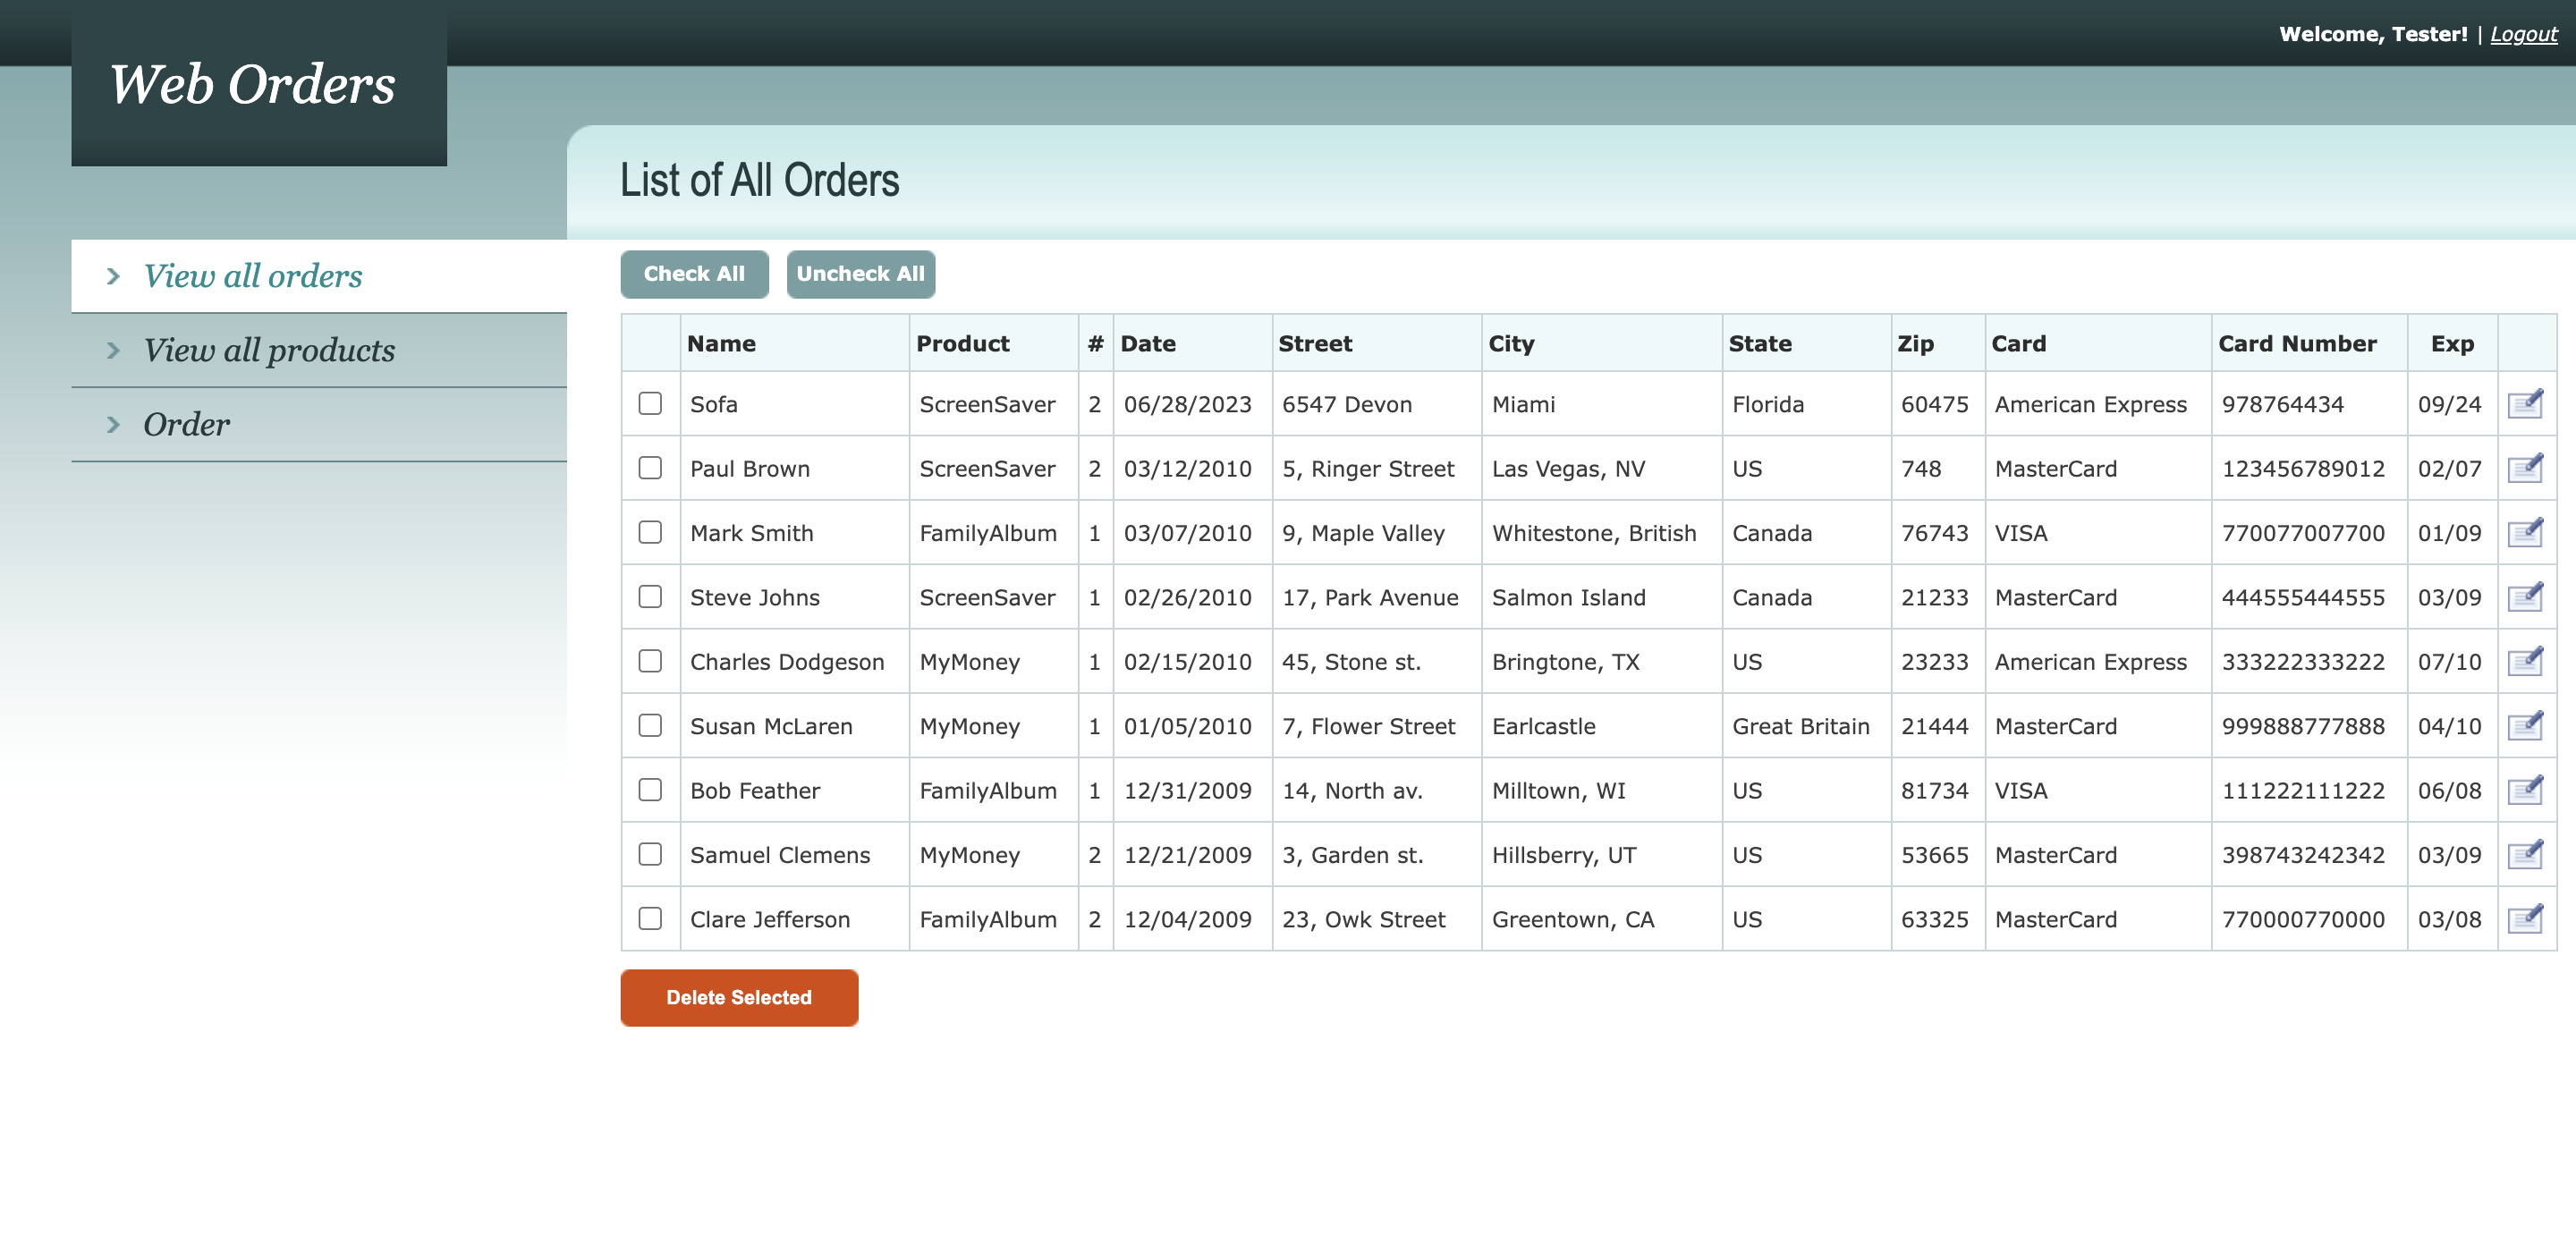 Welcome, Tester! | Logout
Web Orders
List of All Orders
View all orders
View all products
Order
Check All Uncheck All
Name Product # Date Street City State Zip Card Card Number Exp
Sofa ScreenSaver 2 06/28/2023 6547 Devon Miami Florida 60475 American Express 978764434 09/24
Paul Brown ScreenSaver 2 03/12/2010 5, Ringer Street Las Vegas, NV US 748 MasterCard 123456789012 02/07
Mark Smith FamilyAlbum 1 03/07/2010 9, Maple Valley Whitestone, British Canada 76743 VISA 770077007700 01/09
Steve Johns ScreenSaver 1 02/26/2010 17, Park Avenue Salmon Island Canada 21233 MasterCard 444555444555 03/09
Charles Dodgeson MyMoney 1 02/15/2010 45, Stone st. Bringtone, TX US 23233 American Express 333222333222 07/10
Susan McLaren MyMoney 1 01/05/2010 7, Flower Street Earlcastle Great Britain 21444 MasterCard 999888777888 04/10
Bob Feather FamilyAlbum 1 12/31/2009 14, North av. Milltown, WI US 81734 VISA 111222111222 06/08
Samuel Clemens MyMoney 2 12/21/2009 3, Garden st. Hillsberry, UT US 53665 MasterCard 398743242342 03/09
Clare Jefferson FamilyAlbum 2 12/04/2009 23, Owk Street Greentown, CA US 63325 MasterCard 770000770000 03/08
Delete Selected